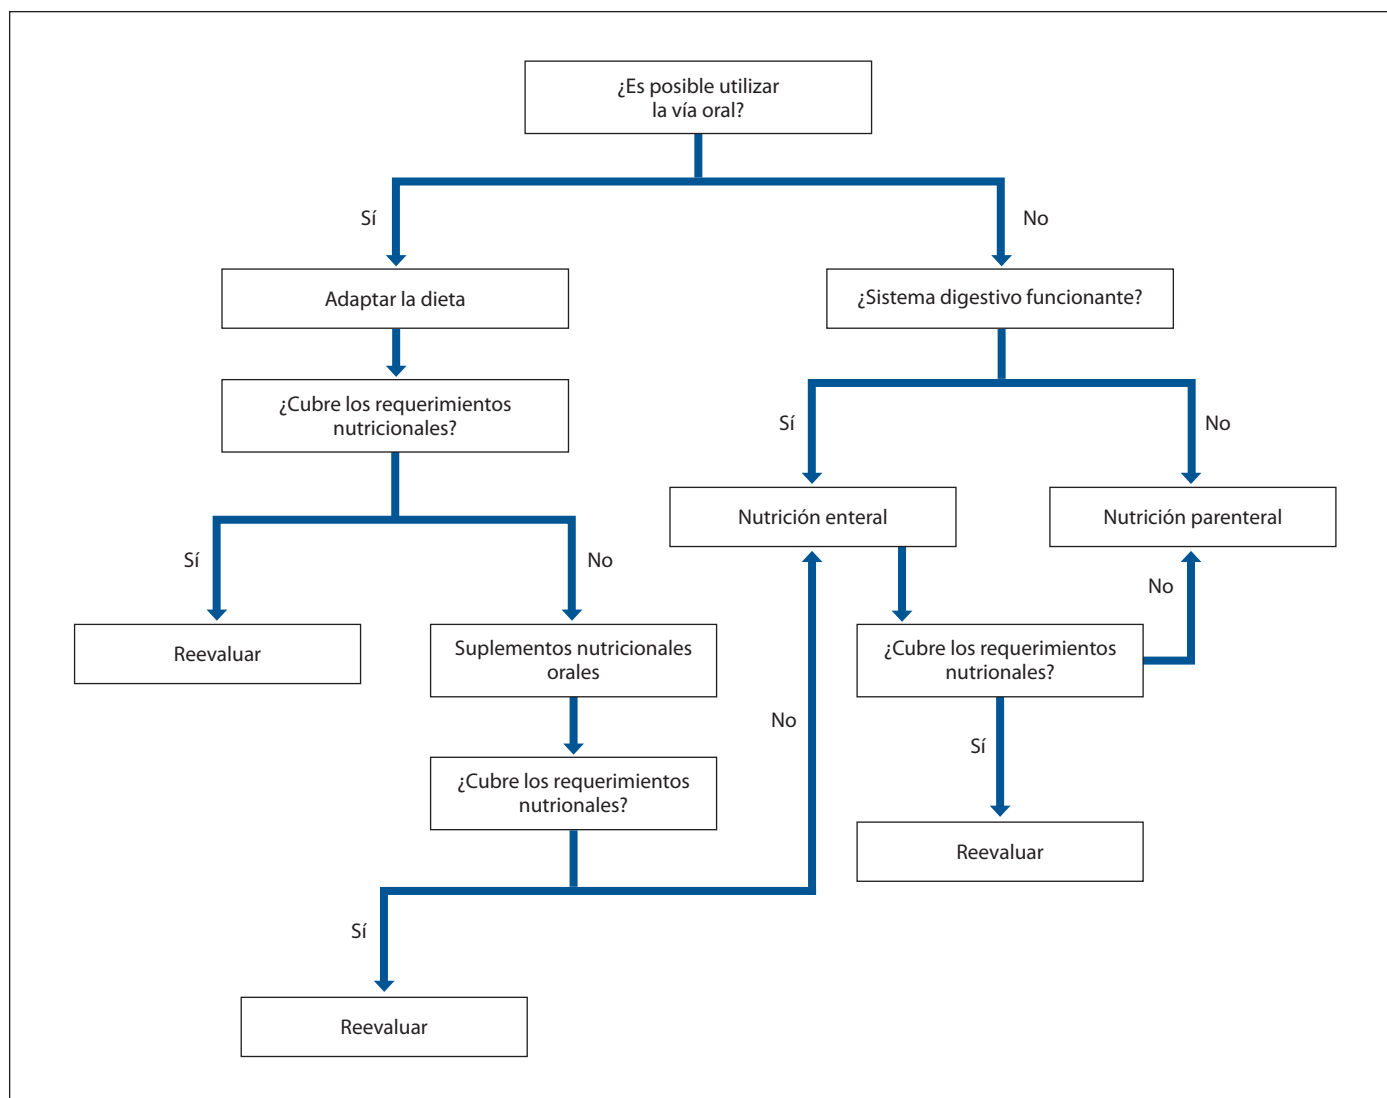 ¿Es posible utilizar
la vía oral?
Sí
No
Adaptar la dieta
¿Sistema digestivo funcionante?
¿Cubre los requerimientos
nutricionales?
Sí
No
Nutrición enteral
Nutrición parenteral
Sí
No
No
Reevaluar
Suplementos nutricionales
orales
¿Cubre los requerimientos
nutrionales?
No
Sí
¿Cubre los requerimientos
nutrionales?
Reevaluar
Sí
Reevaluar